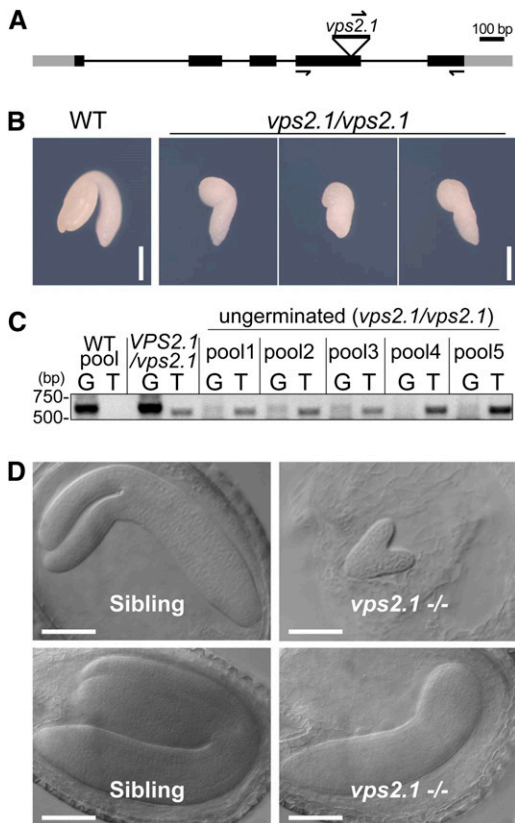 A
vps2.1
100 bp
B
WT
vps2.1/vps2.1
C
ungerminated (vps2.1/vps2.1)
WT pool
VPS2.1 /vps2.1
pool1 pool2 pool3 pool4 pool5
(bp) G T G T G T G T G T G T G T
750-
500-
D
Sibling
vps2.1 -/-
Sibling
vps2.1 -/-